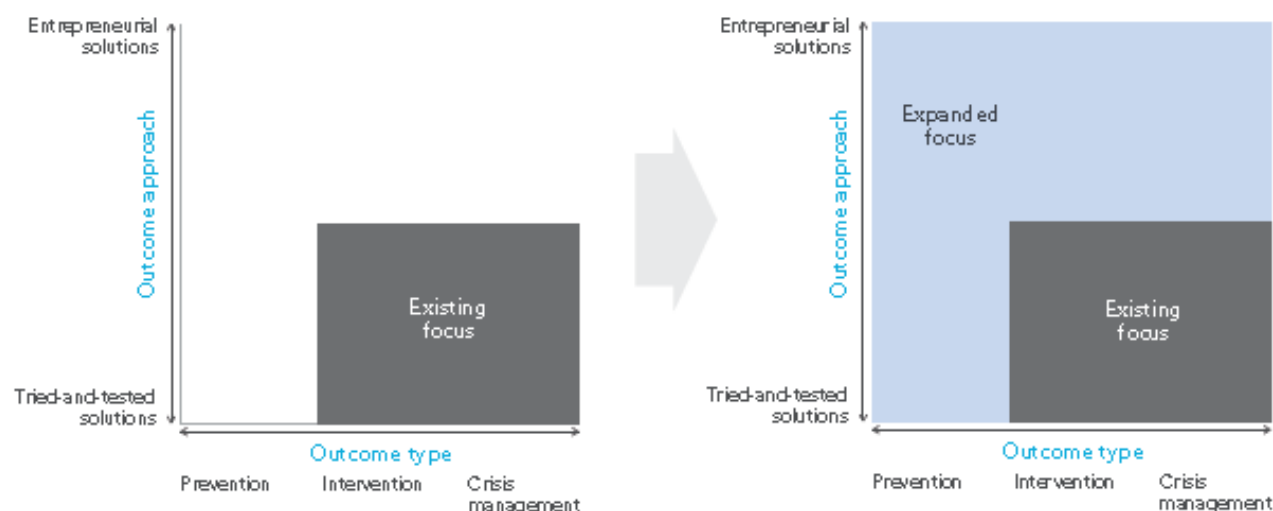 Entrepreneurial
solutions
Outcome approach
Existing
focus
Tried-and-tested
solutions
Outcome type
Prevention
Intervention
Crisis
management
Entrepreneurial
solutions
Outcome approach
Expanded
focus
Existing
focus
Tried-and-tested
solutions
Outcome type
Prevention
Intervention
Crisis
management